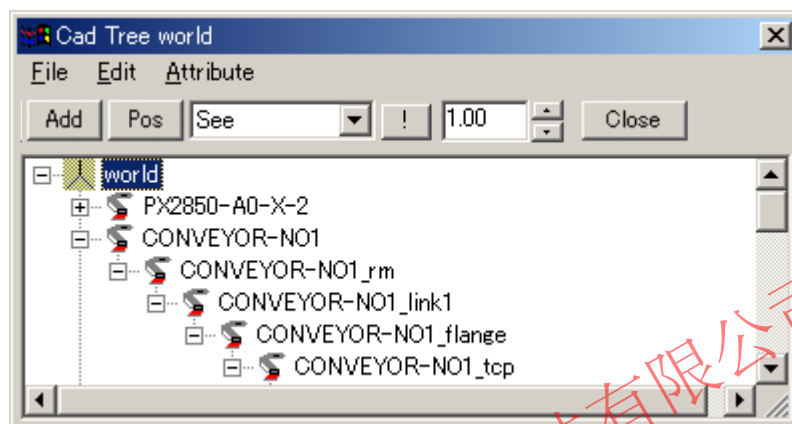 Cad Tree world
File Edit Attribute
Add Pos See ! 1.00 Close
world
PX2850-A0-X-2
CONVEYOR-NO1
CONVEYOR-NO1_rm
CONVEYOR-NO1_link1
CONVEYOR-NO1_flange
CONVEYOR-NO1_tcp
有限公司